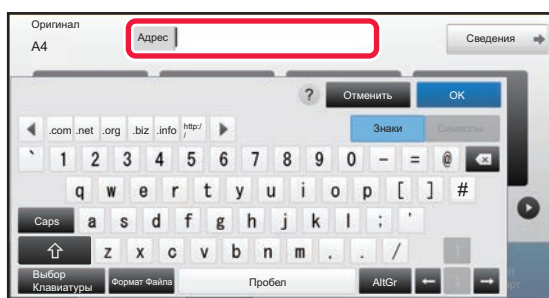 Оригинал
A4
Адрес
Сведения
? Отменить OK
.com .net .org .biz .info http:/
/
Знаки Символы
` 1 2 3 4 5 6 7 8 9 0 - = @
q w e r t y u i o p [ ] #
Caps a s d f g h j k l ; '
z x c v b n m . . /
Выбор
Клавиатуры
Формат Файла Пробел AltGr